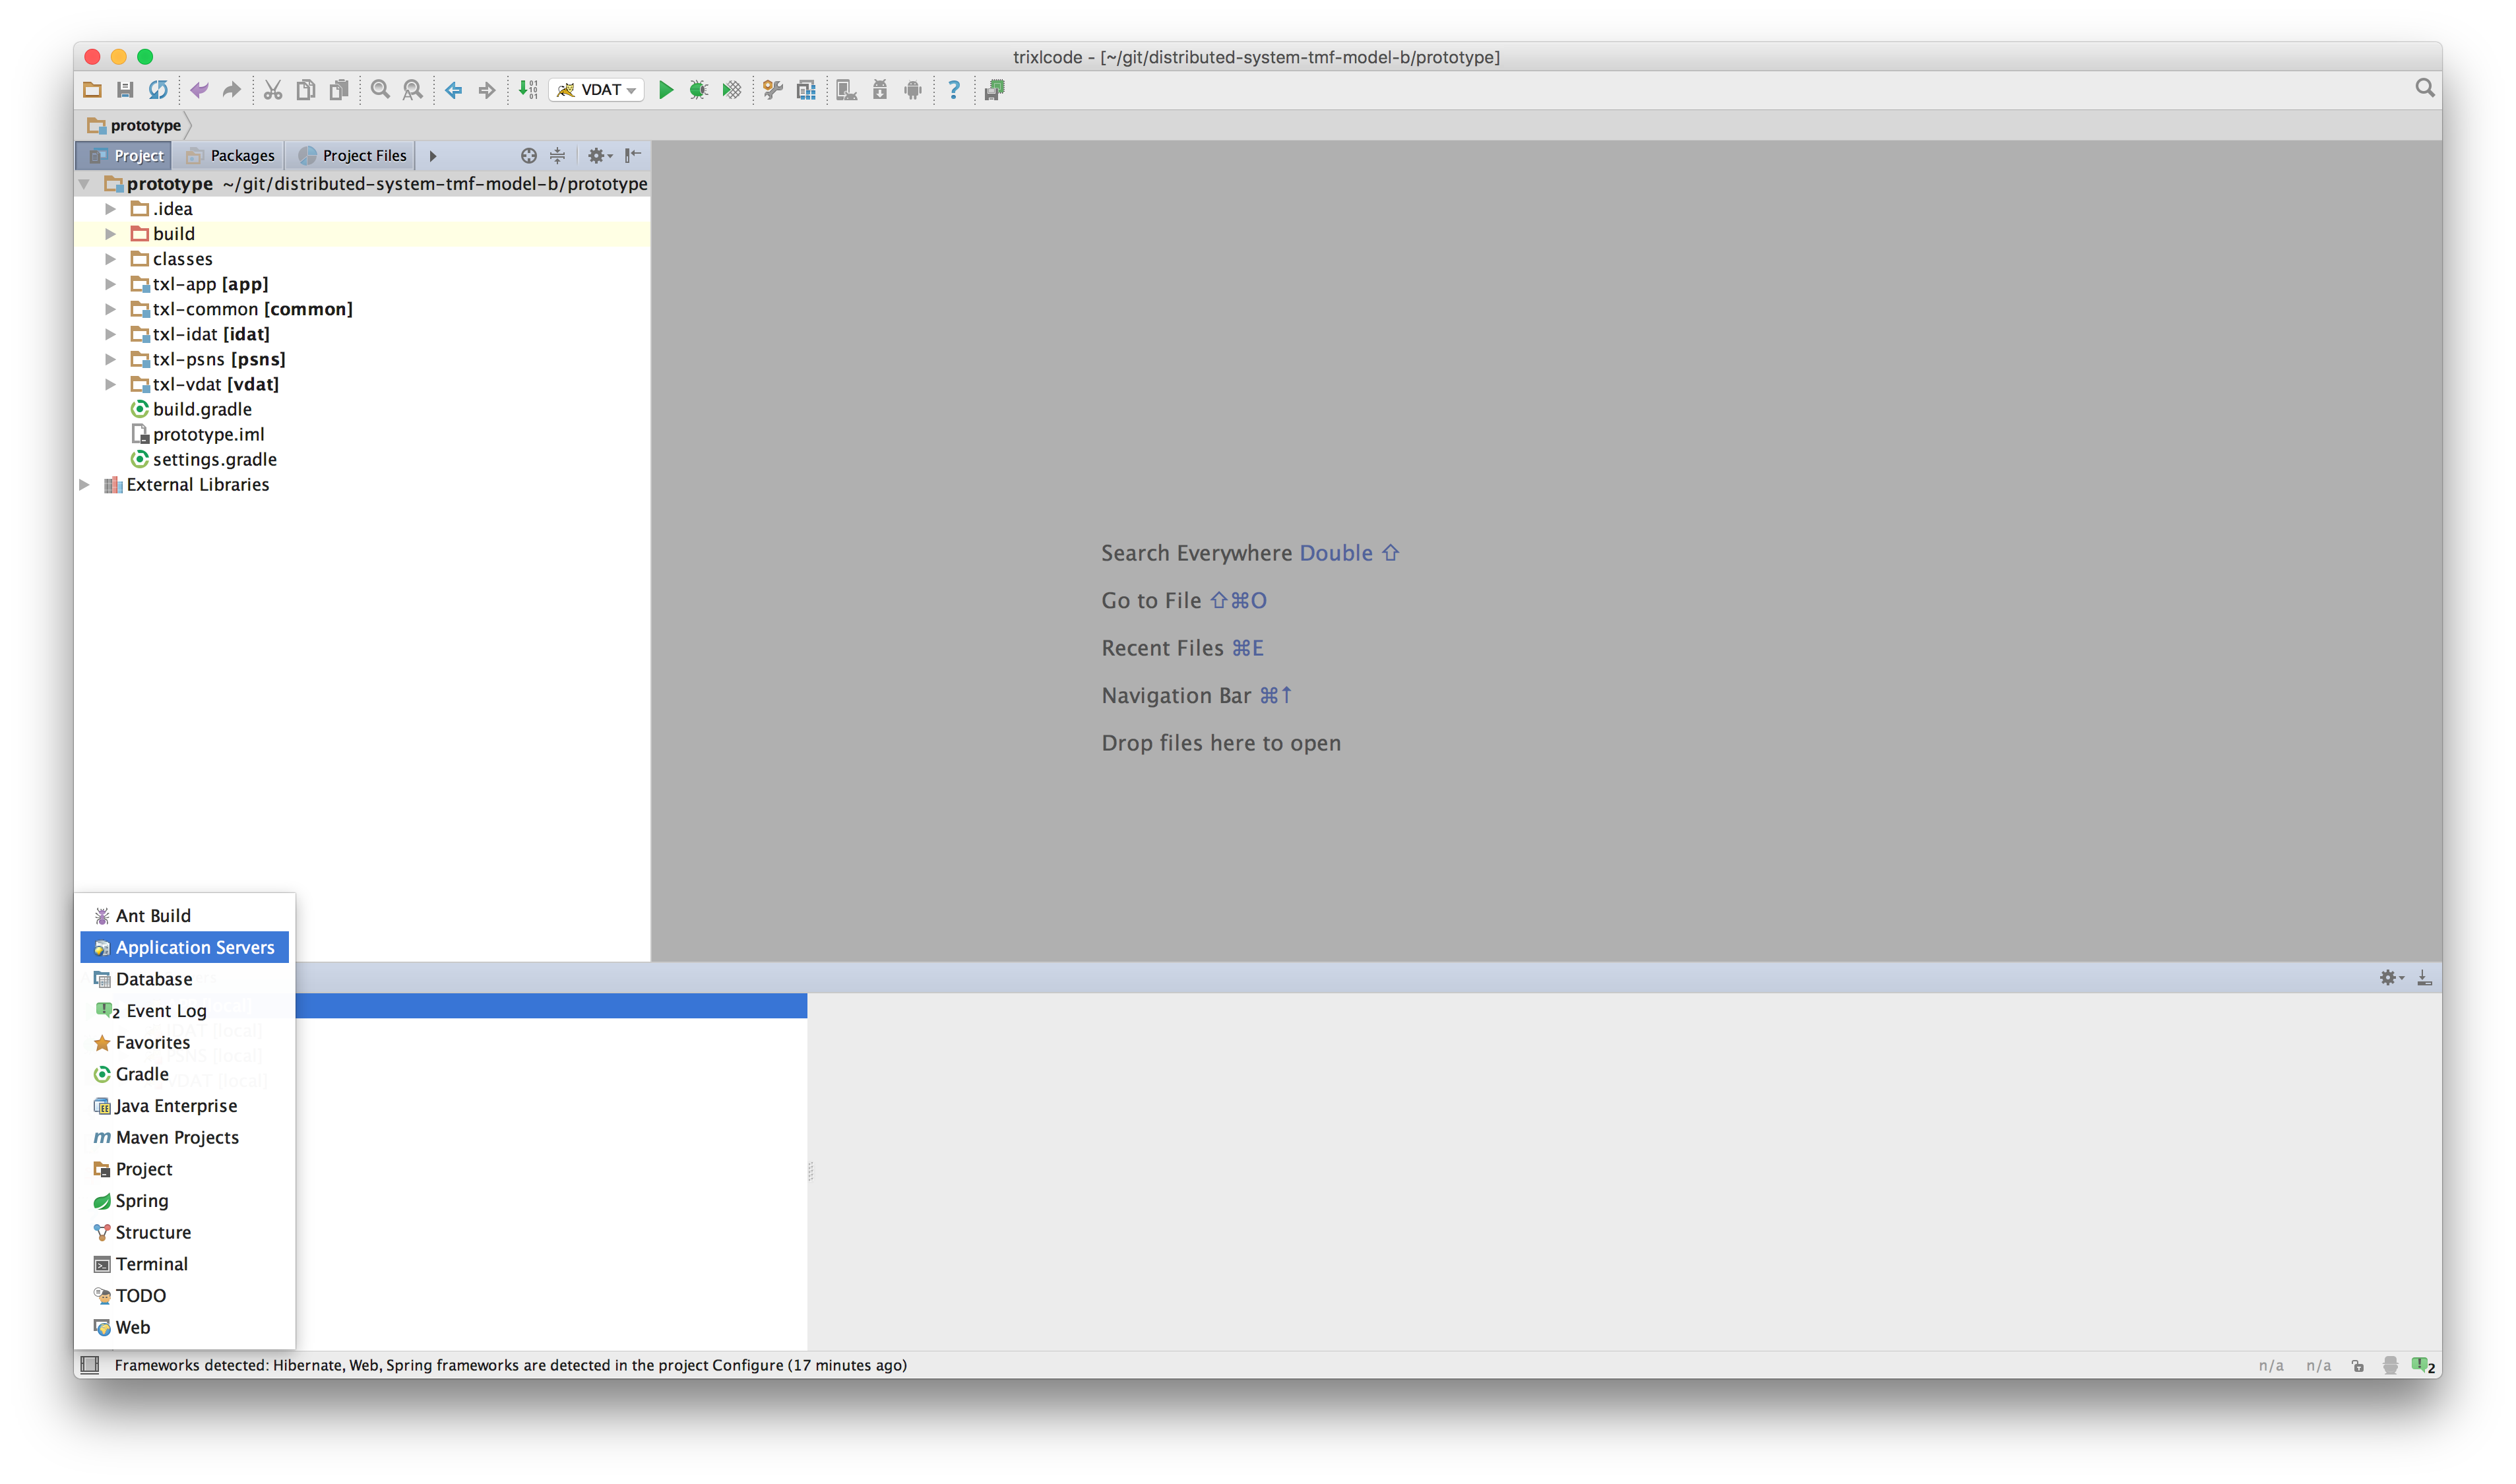 trixlcode - [~/git/distributed-system-tmf-model-b/prototype]
VDAT
prototype
Project Packages Project Files
prototype ~/git/distributed-system-tmf-model-b/prototype
.idea
build
classes
txl-app [app]
txl-common [common]
txl-idat [idat]
txl-psns [psns]
txl-vdat [vdat]
build.gradle
prototype.iml
settings.gradle
External Libraries
Search Everywhere Double ⇧
Go to File ⇧⌘O
Recent Files ⌘E
Navigation Bar ⌘↑
Drop files here to open
Ant Build
Application Servers
Database
2 Event Log
Favorites
Gradle
Java Enterprise
Maven Projects
Project
Spring
Structure
Terminal
TODO
Web
Frameworks detected: Hibernate, Web, Spring frameworks are detected in the project Configure (17 minutes ago)
n/a n/a 2